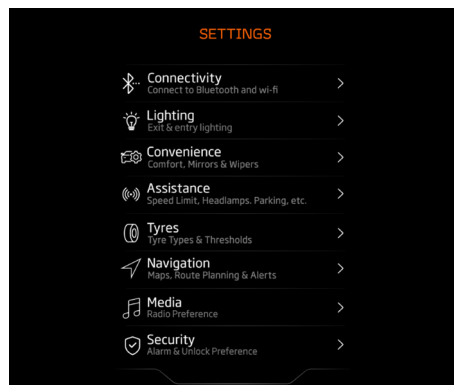 SETTINGS
Connectivity
Connect to Bluetooth and wi-fi
Lighting
Exit & entry lighting
Convenience
Comfort, Mirrors & Wipers
Assistance
Speed Limit, Headlamps. Parking, etc.
Tyres
Tyre Types & Thresholds
Navigation
Maps, Route Planning & Alerts
Media
Radio Preference
Security
Alarm & Unlock Preference